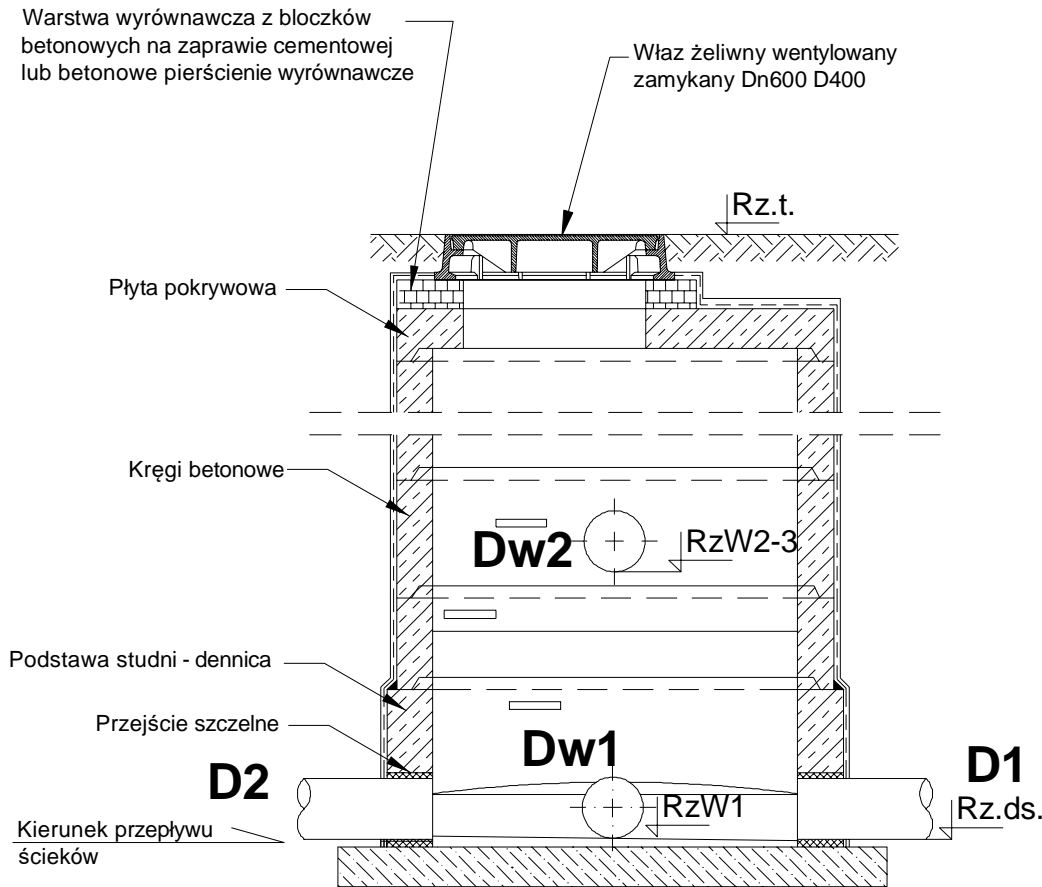 Warstwa wyrównawcza z bloczków
betonowych na zaprawie cementowej
lub betonowe pierścienie wyrównawcze
Właz żeliwny wentylowany
zamykany Dn600 D400
Rz.t.
Płyta pokrywowa
Kręgi betonowe
Dw2
RzW2-3
Podstawa studni - dennica
Przejście szczelne
Dw1
D2
D1
RzW1
Rz.ds.
Kierunek przepływu
ścieków